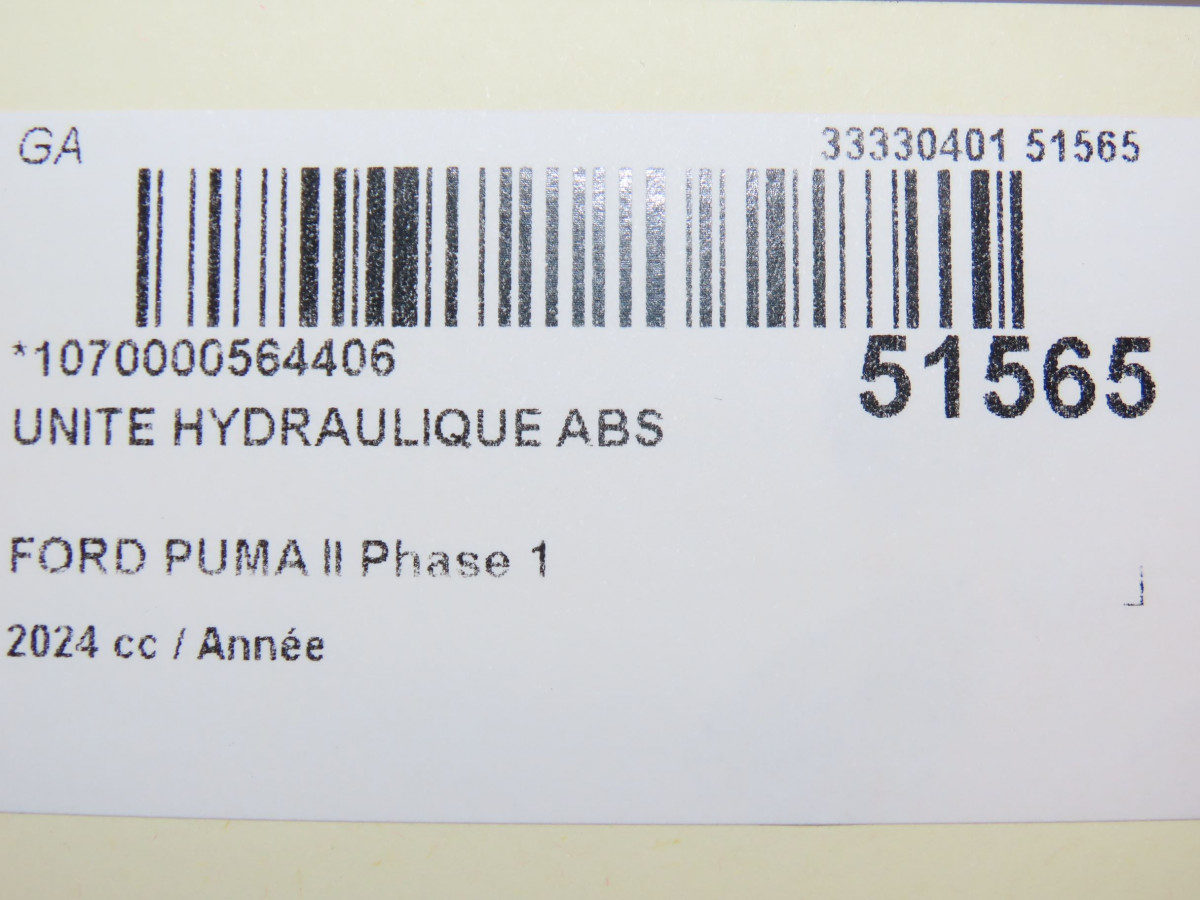 GA
33330401 51565
*1070000564406
51565
UNITE HYDRAULIQUE ABS
FORD PUMA II Phase 1
2024 cc / Année